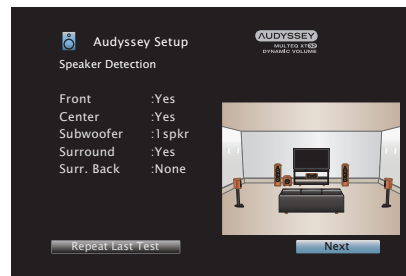 Audyssey Setup
AUDYSSEY
MULTEQ XT32
DYNAMIC VOLUME
Speaker Detection
Front :Yes
Center :Yes
Subwoofer :1spkr
Surround :Yes
Surr. Back :None
Repeat Last Test
Next